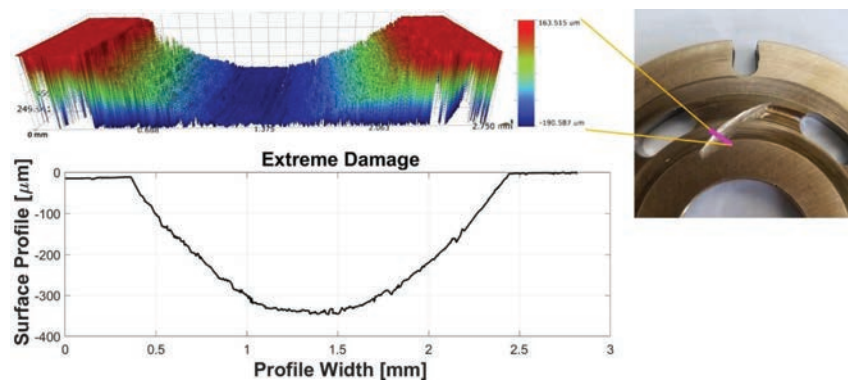 163.515 um
-190.587 um
0 mm
1.375
2.063
2.750 mm
Extreme Damage
Surface Profile [μm]
0
-100
-200
-300
-400
0
0.5
1
1.5
2
2.5
3
Profile Width [mm]